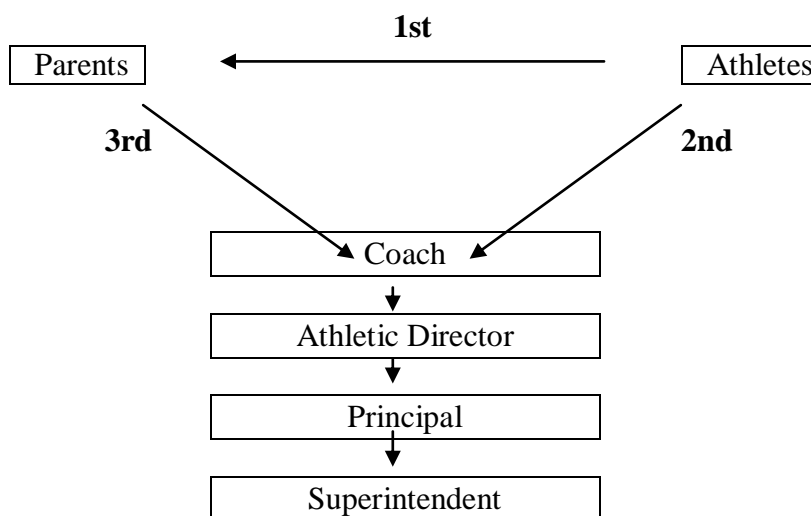 1st
Parents
Athletes
3rd
2nd
Coach
Athletic Director
Principal
Superintendent